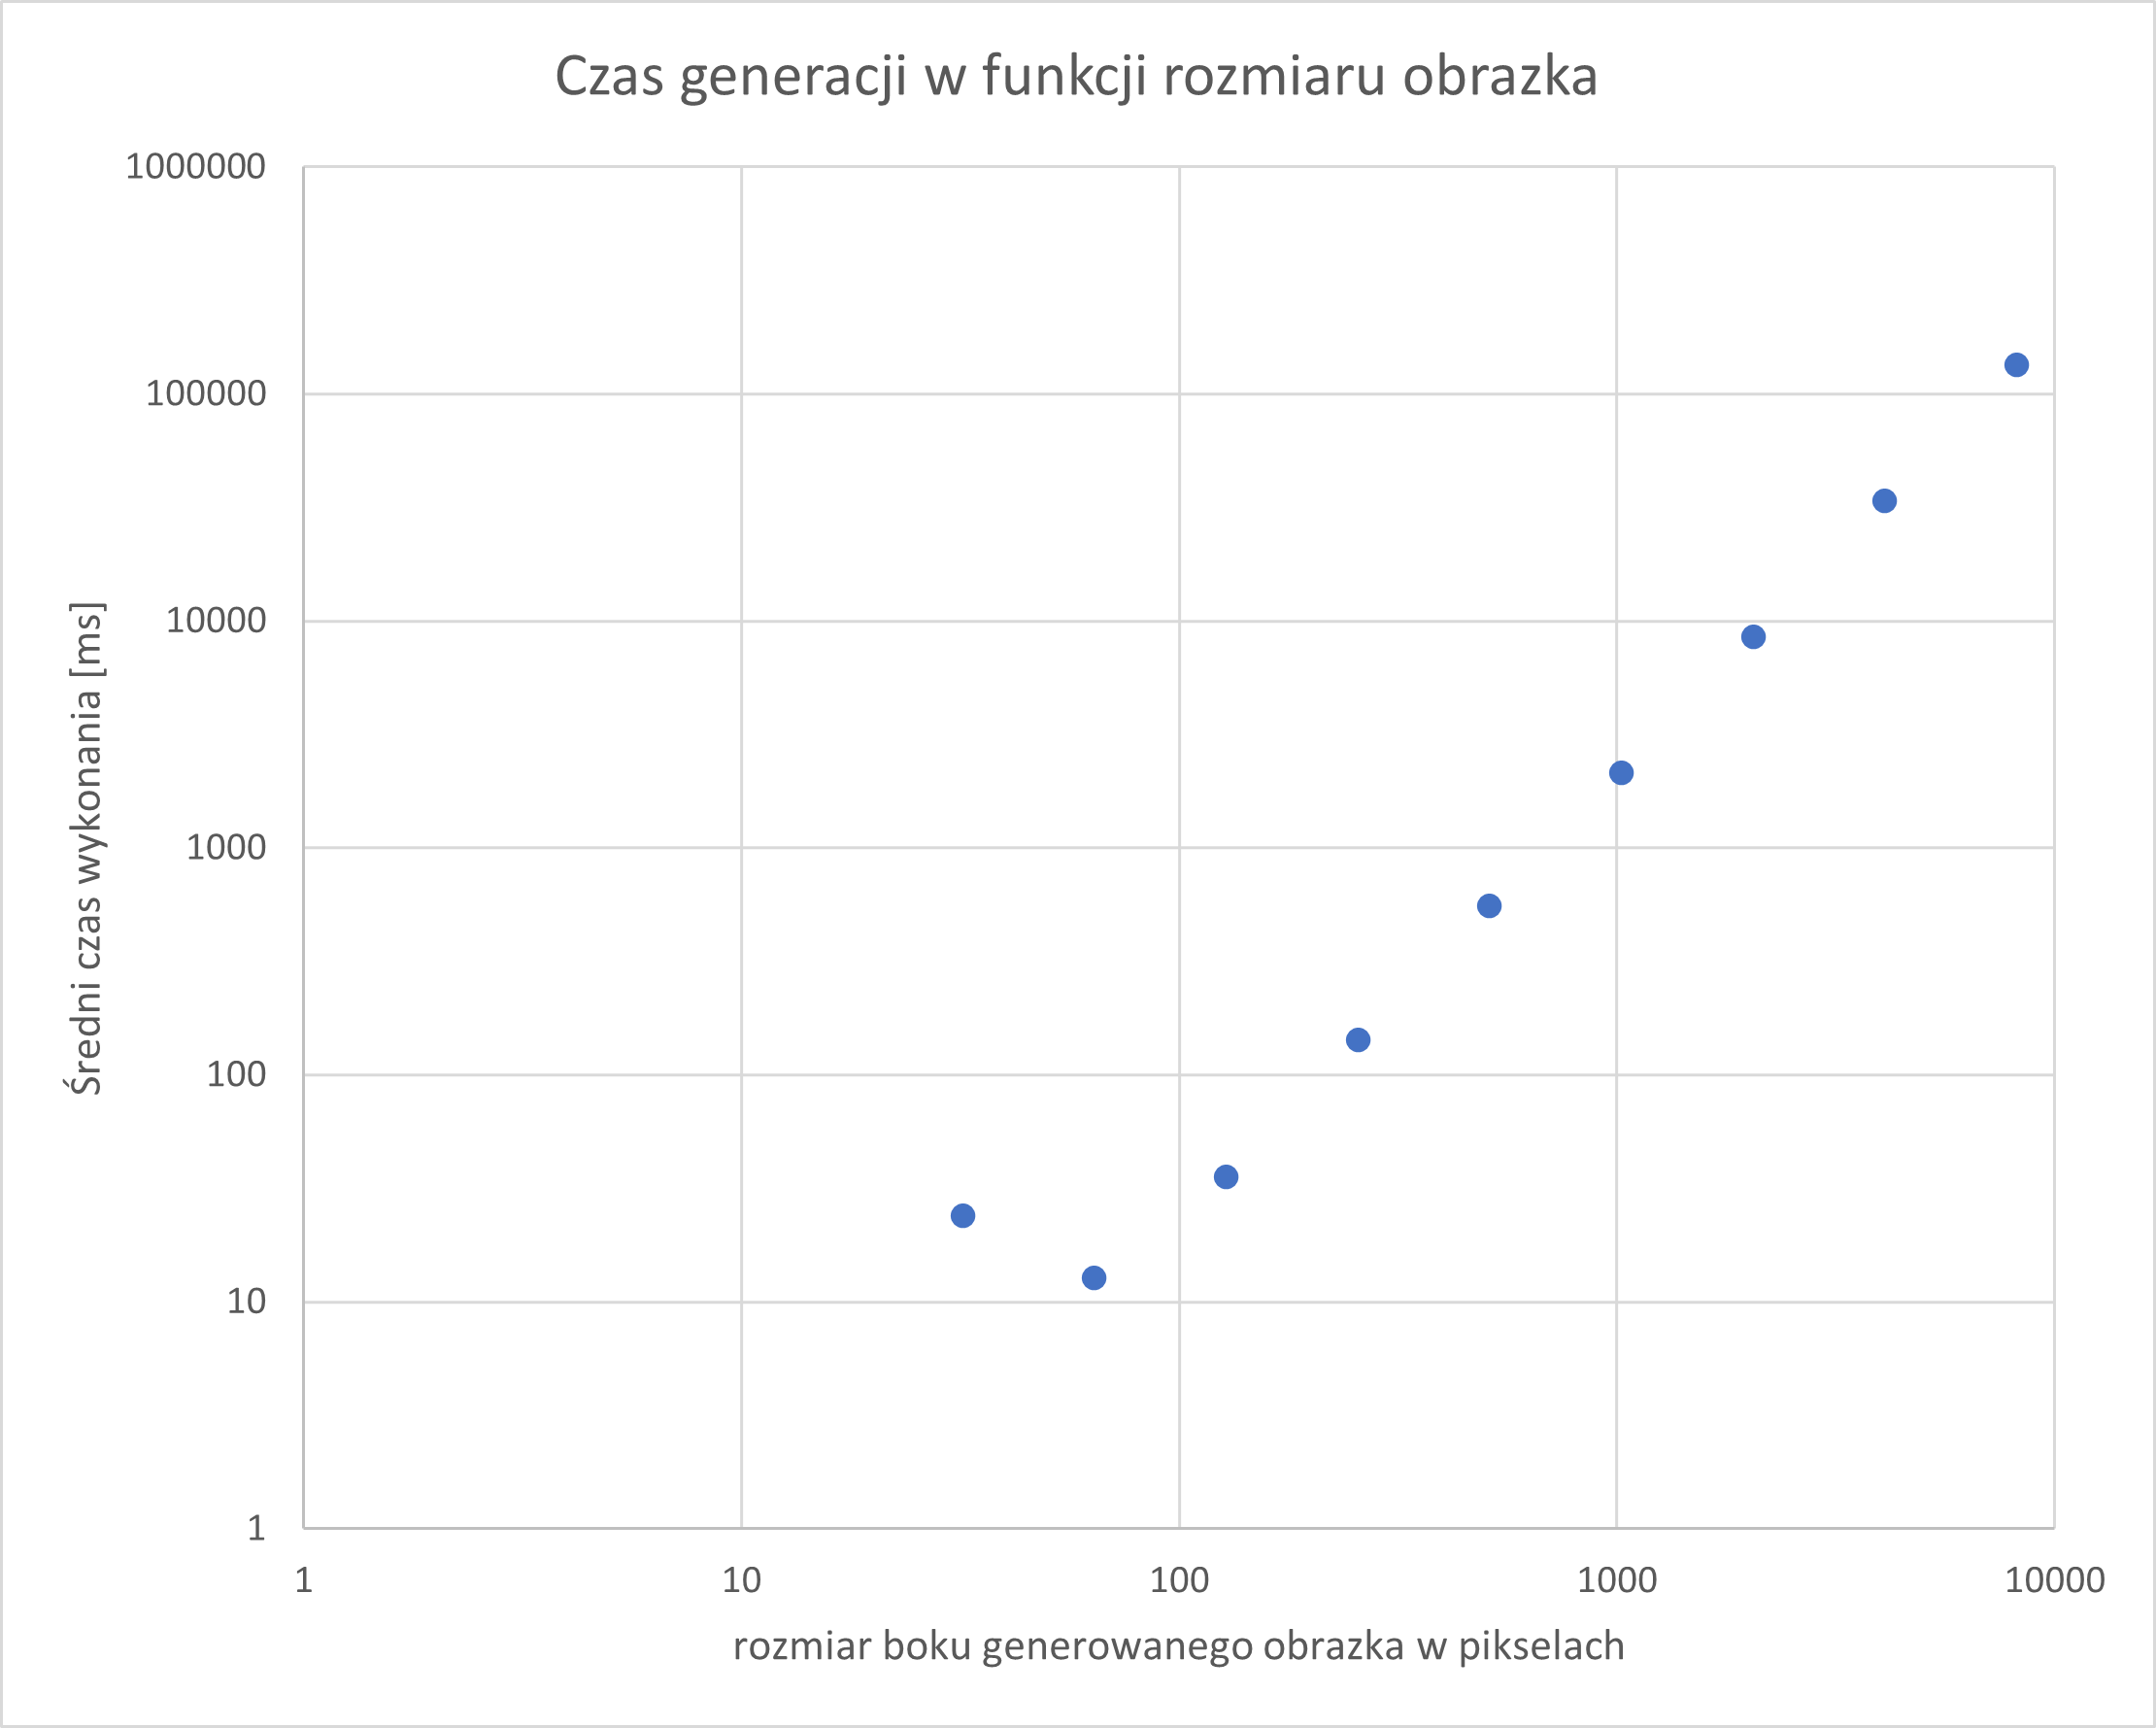 Czas generacji w funkcji rozmiaru obrazka
1000000
100000
10000
1000
100
10
1
Średni czas wykonania [ms]
1 10 100 1000 10000
rozmiar boku generowanego obrazka w pikselach